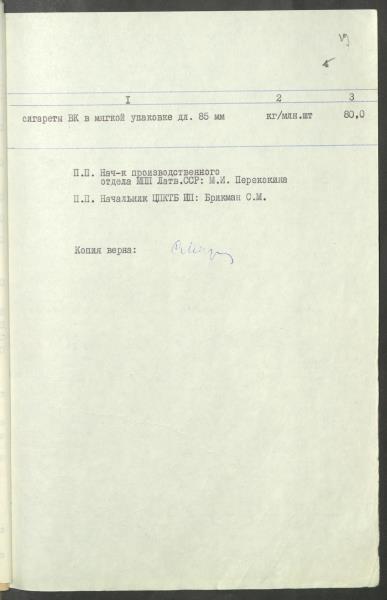 I 2 3
сигареты ВК в мягкой упаковке дл. 85 мм кг/млн.шт 80,0
П.П. Нач-к производственного
отдела МПП Латв.ССР: М.И. Перекокина
П.П. Начальник ЦПКТБ ПП: Брикман С.М.
Копия верна: